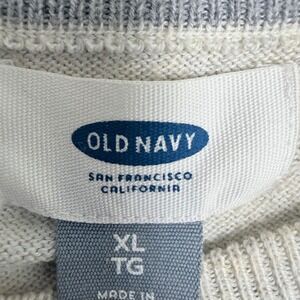 OLD NAVY
SAN FRANCISCO
CALIFORNIA
XL
TG
MADE IN